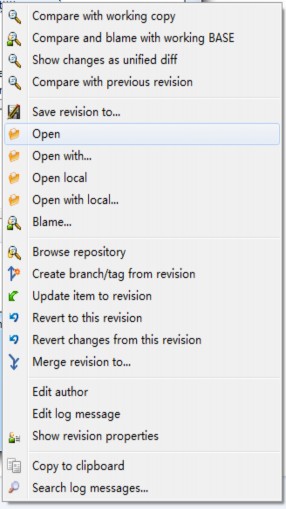 Compare with working copy
Compare and blame with working BASE
Show changes as unified diff
Compare with previous revision
Save revision to...
Open
Open with...
Open local
Open with local...
Blame...
Browse repository
Create branch/tag from revision
Update item to revision
Revert to this revision
Revert changes from this revision
Merge revision to...
Edit author
Edit log message
Show revision properties
Copy to clipboard
Search log messages...